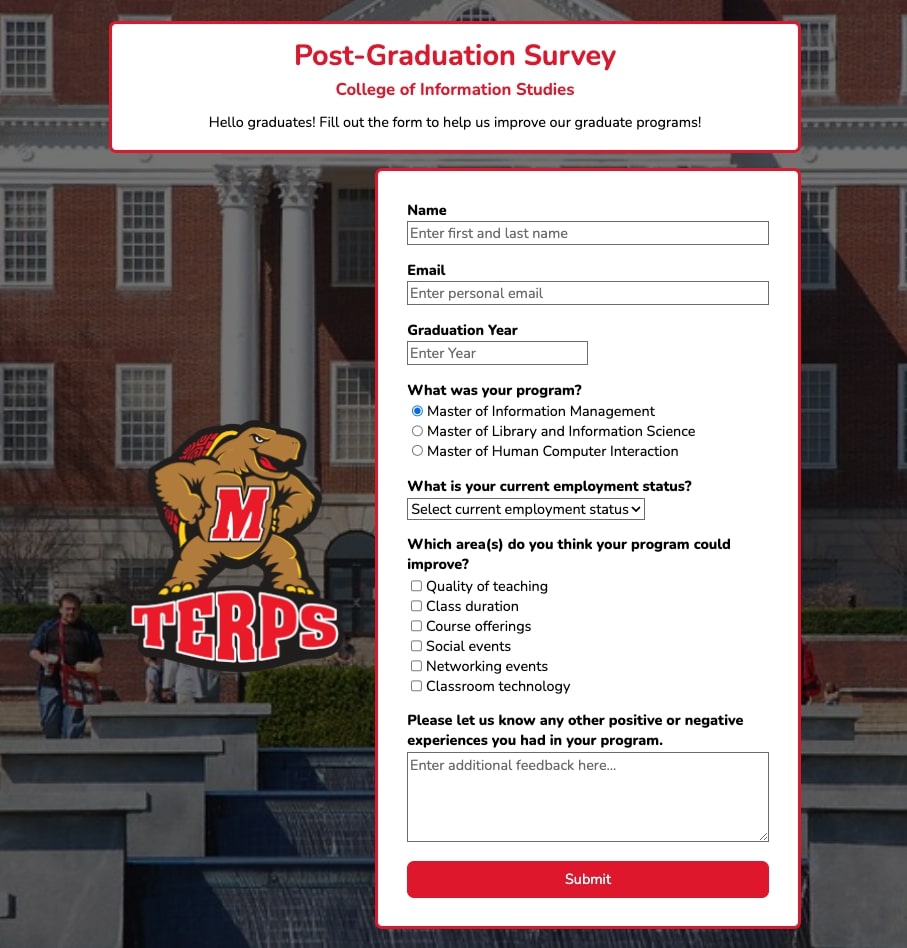 Post-Graduation Survey
College of Information Studies
Hello graduates! Fill out the form to help us improve our graduate programs!
Name
Enter first and last name
Email
Enter personal email
Graduation Year
Enter Year
What was your program?
Master of Information Management
Master of Library and Information Science
Master of Human Computer Interaction
What is your current employment status?
Select current employment status
Which area(s) do you think your program could
improve?
Quality of teaching
Class duration
Course offerings
Social events
Networking events
Classroom technology
Please let us know any other positive or negative
experiences you had in your program.
Enter additional feedback here...
Submit
M
TERPS